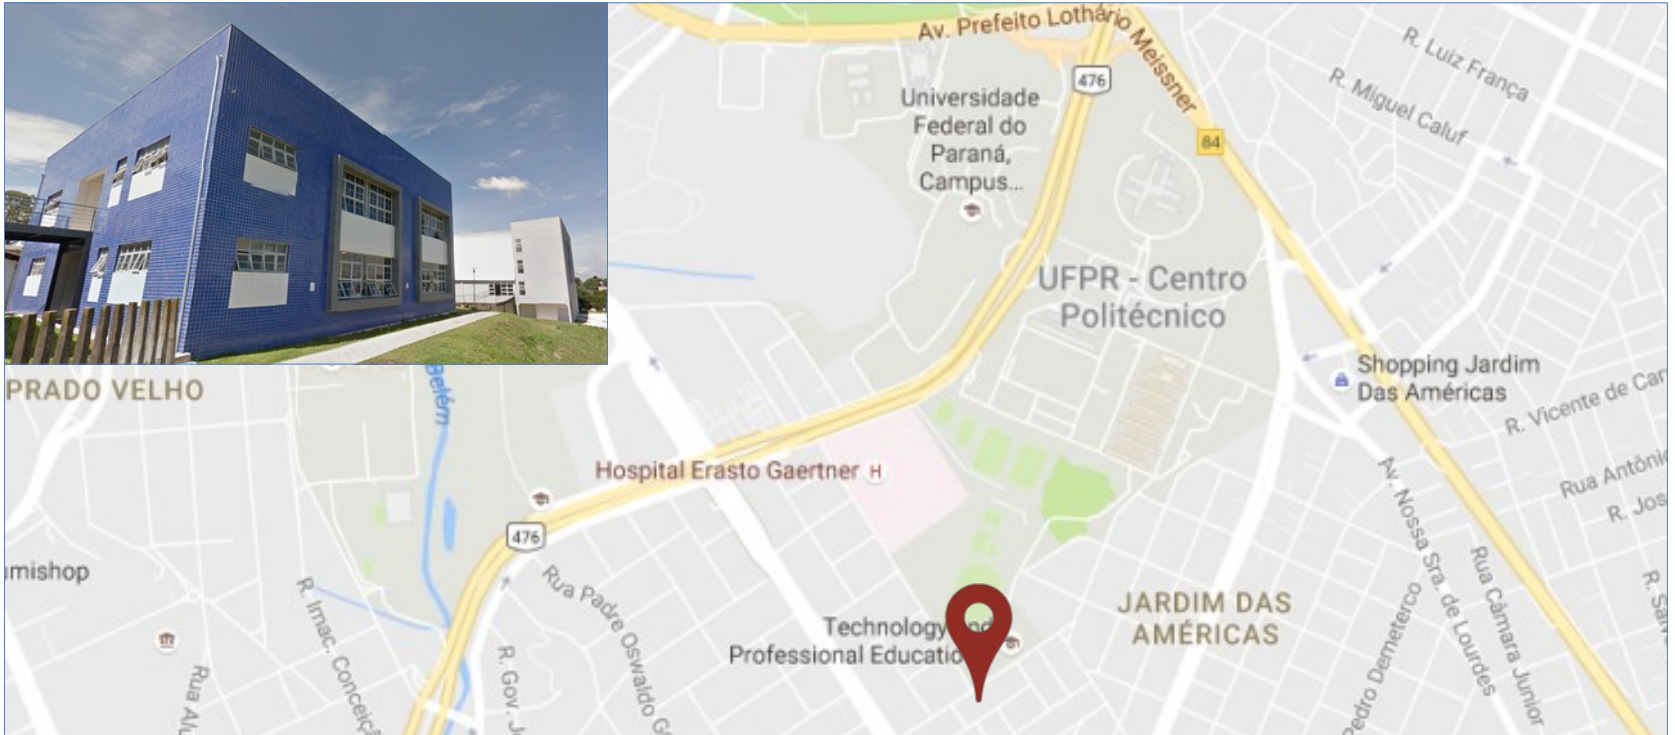 Av. Prefeito Lothário Meissner
R. Luiz França
R. Miguel Caluf
476
84
Universidade
Federal do
Paraná,
Campus...
UFPR - Centro
Politécnico
Shopping Jardim
Das Américas
R. Vicente de Car
Rua Antônio
R. Jos
PRADO VELHO
Belém
Hospital Erasto Gaertner H
476
mishop
R. Imac. Conceiçã
Rua Padre Oswaldo G
R. Gov. J
Technology and
Professional Educatio
JARDIM DAS
AMÉRICAS
Av. Nossa Sra. de Lourdes
Rua Câmara Junior
Pedro Demeterco